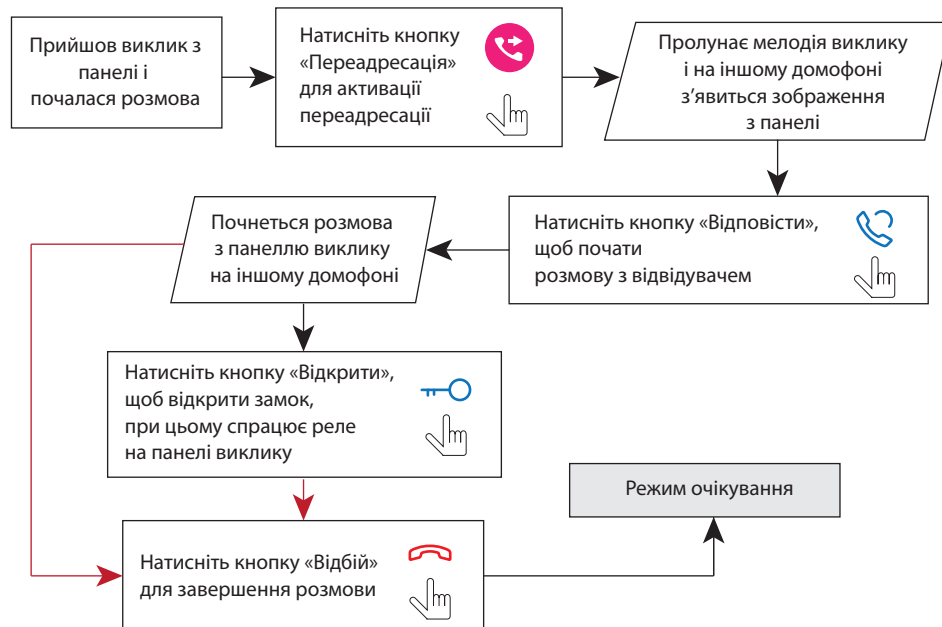 Прийшов виклик з
панелі і
почалася розмова
Натисніть кнопку
«Переадресація»
для активації
переадресації
Пролунає мелодія виклику
і на іншому домофоні
з’явиться зображення
з панелі
Натисніть кнопку «Відповісти»,
щоб почати
розмову з відвідувачем
Почнеться розмова
з панеллю виклику
на іншому домофоні
Натисніть кнопку «Відкрити»,
щоб відкрити замок,
при цьому спрацює реле
на панелі виклику
Натисніть кнопку «Відбій»
для завершення розмови
Режим очікування